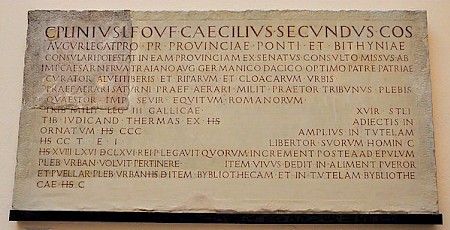 C·PLINIVS·L·F·OVF·CAECILIVS·SECVNDVS·COS
AVGVR·LEGAT·PRO·PR·PROVINCIAE·PONTI·ET·BITHYNIAE
CONSVLARI·POTESTAT·IN·EAM·PROVINCIAM·EX·SENATVS·CONSVLTO·MISSVS·AB
IMP·CAESAR·NERVA·TRAIANO·AVG·GERMANICO·DACICO·OPTIMO·PATRE·PATRIAE
CVRATOR·ALVEI·TIBERIS·ET·RIPARVM·ET·CLOACARVM·VRBIS
PRAEF·AERARI·SATVRNI·PRAEF·AERARI·MILIT·PRAETOR·TRIBVNVS·PLEBIS
QVAESTOR·IMP·SEVIR·EQVITVM·ROMANORVM
TRIB·MILIT·LEG·III·GALLICAE XVIR·STLI
TIB·IVDICAND·THERMAS·EX·HS ADIECTIS·IN
ORNATVM·HS·CCC AMPLIVS·IN·TVTELAM
HS·CC·T·F·I LIBERTOR·SVORVM·HOMIN·C
HS·XVIII·LXVI·DCLXVI·REIP·LEGAVIT·QVORVM·INCREMENT·POSTEA·AD·EPVLVM
PLEB·VRBAN·VOLVIT·PERTINERE ITEM·VIVVS·DEDIT·IN·ALIMENT·PVEROR
ET·PVELLAR·PLEB·VRBAN·HS·D·ITEM·BYBLIOTHECAM·ET·IN·TVTELAM·BYBLIOTHE
CAE·HS·C